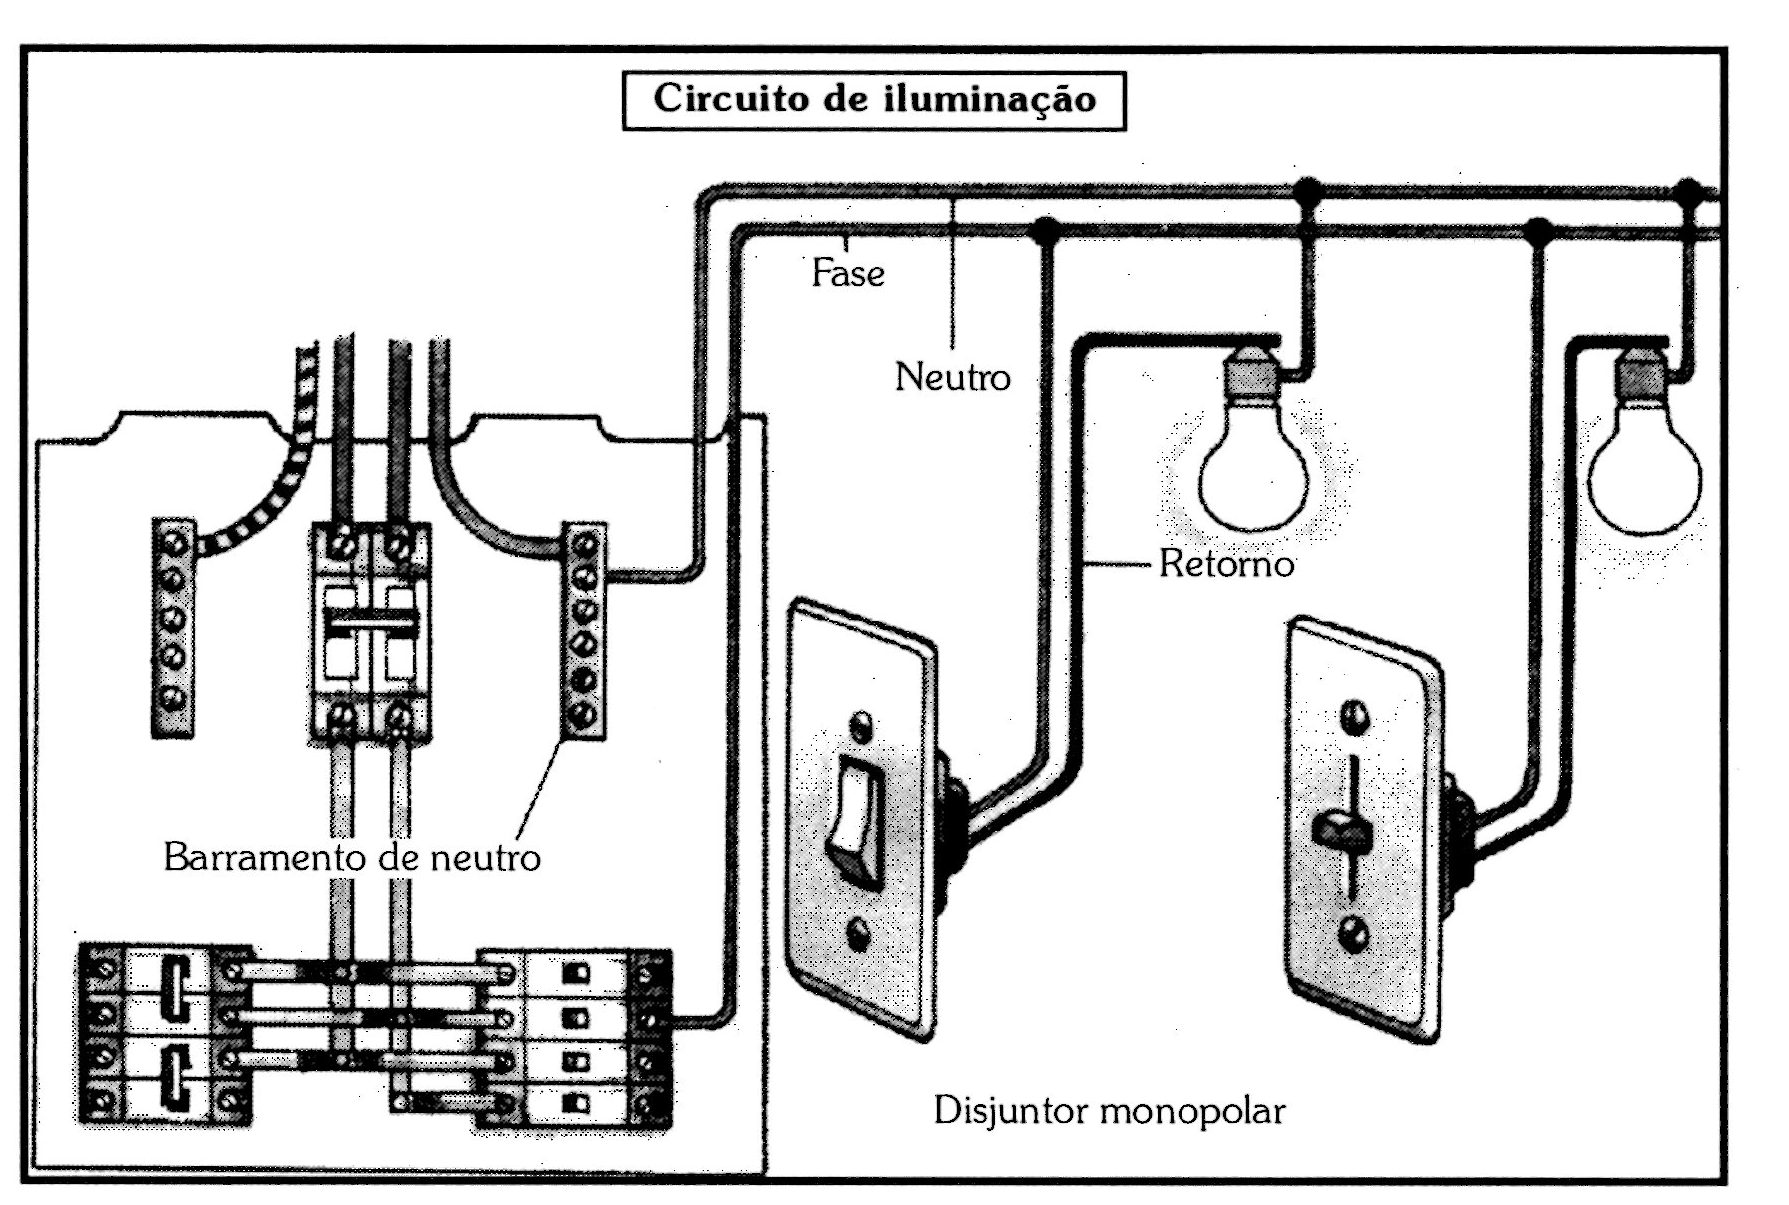 Circuito de iluminação
Fase
Neutro
Retorno
Barramento de neutro
Disjuntor monopolar